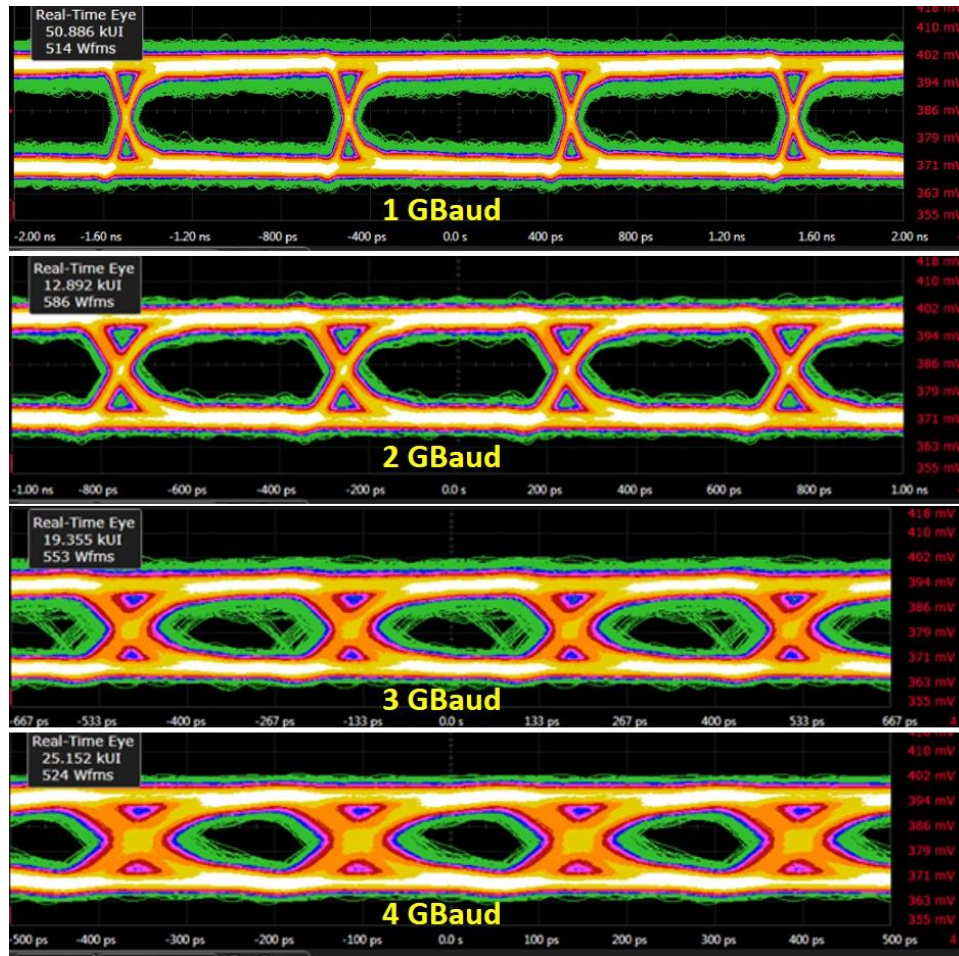 Real-Time Eye
50.886 kUI
514 Wfms
418 mV
410 mV
402 mV
394 mV
386 mV
379 mV
371 mV
363 mV
355 mV
1 GBaud
-2.00 ns -1.60 ns -1.20 ns -800 ps -400 ps 0.0 s 400 ps 800 ps 1.20 ns 1.60 ns 2.00 ns
Real-Time Eye
12.892 kUI
586 Wfms
418 mV
410 mV
402 mV
394 mV
386 mV
379 mV
371 mV
363 mV
355 mV
2 GBaud
-1.00 ns -800 ps -600 ps -400 ps -200 ps 0.0 s 200 ps 400 ps 600 ps 800 ps 1.00 ns
Real-Time Eye
19.355 kUI
553 Wfms
418 mV
410 mV
402 mV
394 mV
386 mV
379 mV
371 mV
363 mV
355 mV
3 GBaud
-667 ps -533 ps -400 ps -267 ps -133 ps 0.0 s 133 ps 267 ps 400 ps 533 ps 667 ps 4
Real-Time Eye
25.152 kUI
524 Wfms
410 mV
402 mV
394 mV
386 mV
379 mV
371 mV
363 mV
355 mV
4 GBaud
-500 ps -400 ps -300 ps -200 ps -100 ps 0.0 s 100 ps 200 ps 300 ps 400 ps 500 ps 4